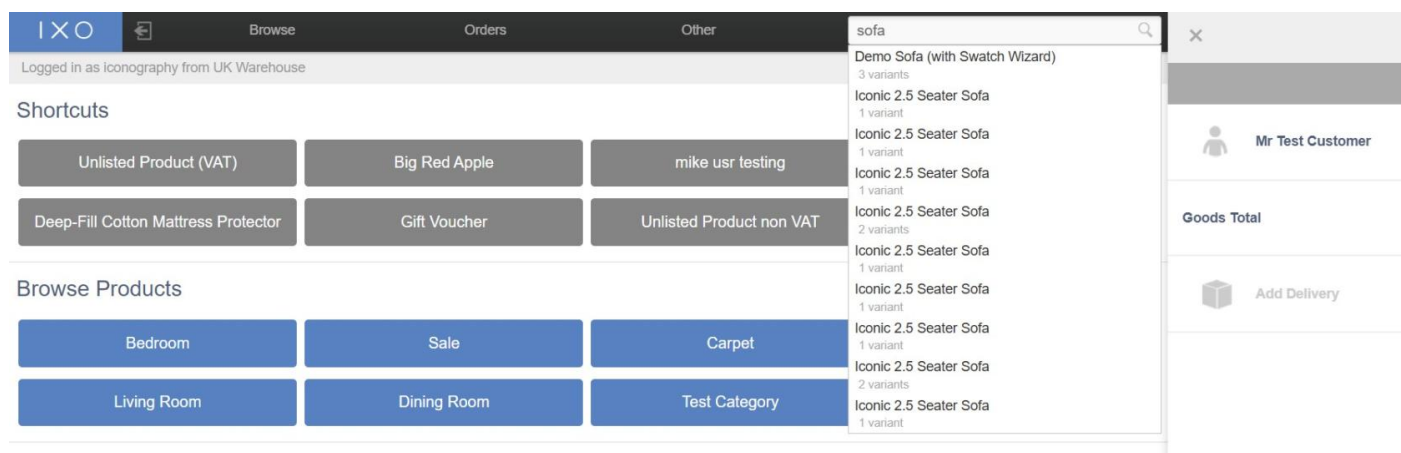 IXO
Browse
Orders
Other
sofa
Logged in as iconography from UK Warehouse
Shortcuts
Unlisted Product (VAT)
Big Red Apple
mike usr testing
Deep-Fill Cotton Mattress Protector
Gift Voucher
Unlisted Product non VAT
Browse Products
Bedroom
Sale
Carpet
Living Room
Dining Room
Test Category
Demo Sofa (with Swatch Wizard)
3 variants
Iconic 2.5 Seater Sofa
1 variant
Iconic 2.5 Seater Sofa
1 variant
Iconic 2.5 Seater Sofa
1 variant
Iconic 2.5 Seater Sofa
2 variants
Iconic 2.5 Seater Sofa
1 variant
Iconic 2.5 Seater Sofa
1 variant
Iconic 2.5 Seater Sofa
1 variant
Iconic 2.5 Seater Sofa
2 variants
Iconic 2.5 Seater Sofa
1 variant
Mr Test Customer
Goods Total
Add Delivery